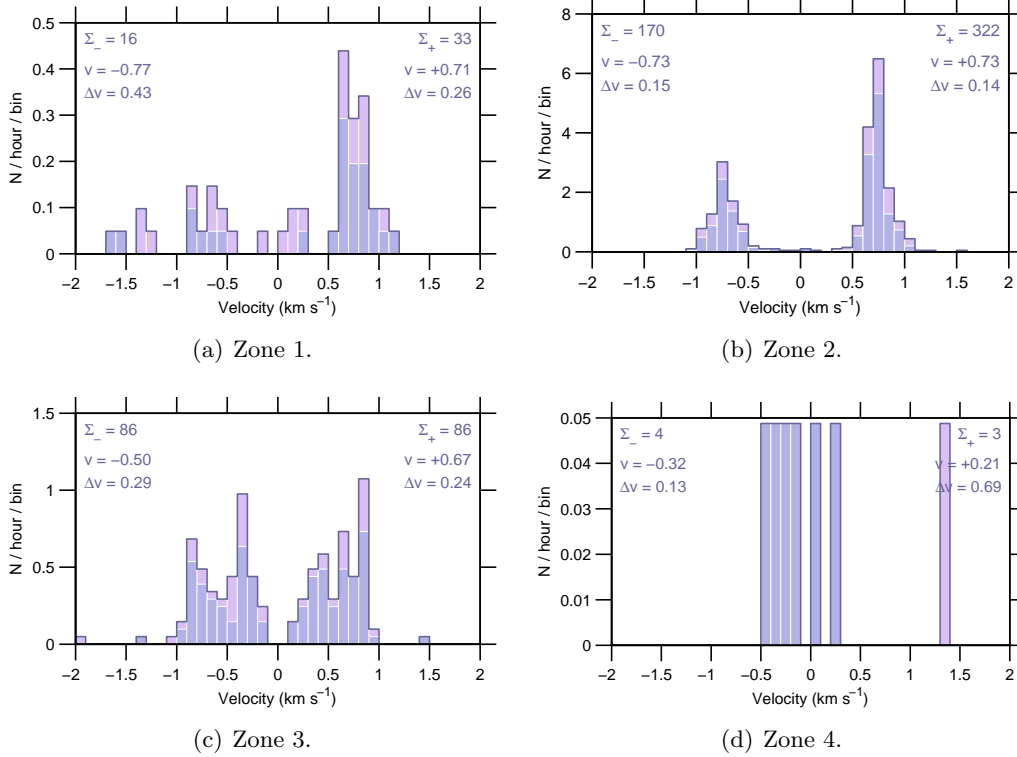 0.5
0.4
0.3
0.2
0.1
0
N / hour / bin
Σ− = 16
v = −0.77
Δv = 0.43
Σ+ = 33
v = +0.71
Δv = 0.26
−2 −1.5 −1 −0.5 0 0.5 1 1.5 2
Velocity (km s−1)
(a) Zone 1.
8
6
4
2
0
N / hour / bin
Σ− = 170
v = −0.73
Δv = 0.15
Σ+ = 322
v = +0.73
Δv = 0.14
−2 −1.5 −1 −0.5 0 0.5 1 1.5 2
Velocity (km s−1)
(b) Zone 2.
1.5
1
0.5
0
N / hour / bin
Σ− = 86
v = −0.50
Δv = 0.29
Σ+ = 86
v = +0.67
Δv = 0.24
−2 −1.5 −1 −0.5 0 0.5 1 1.5 2
Velocity (km s−1)
(c) Zone 3.
0.05
0.04
0.03
0.02
0.01
0
N / hour / bin
Σ− = 4
v = −0.32
Δv = 0.13
Σ+ = 3
v = +0.21
Δv = 0.69
−2 −1.5 −1 −0.5 0 0.5 1 1.5 2
Velocity (km s−1)
(d) Zone 4.